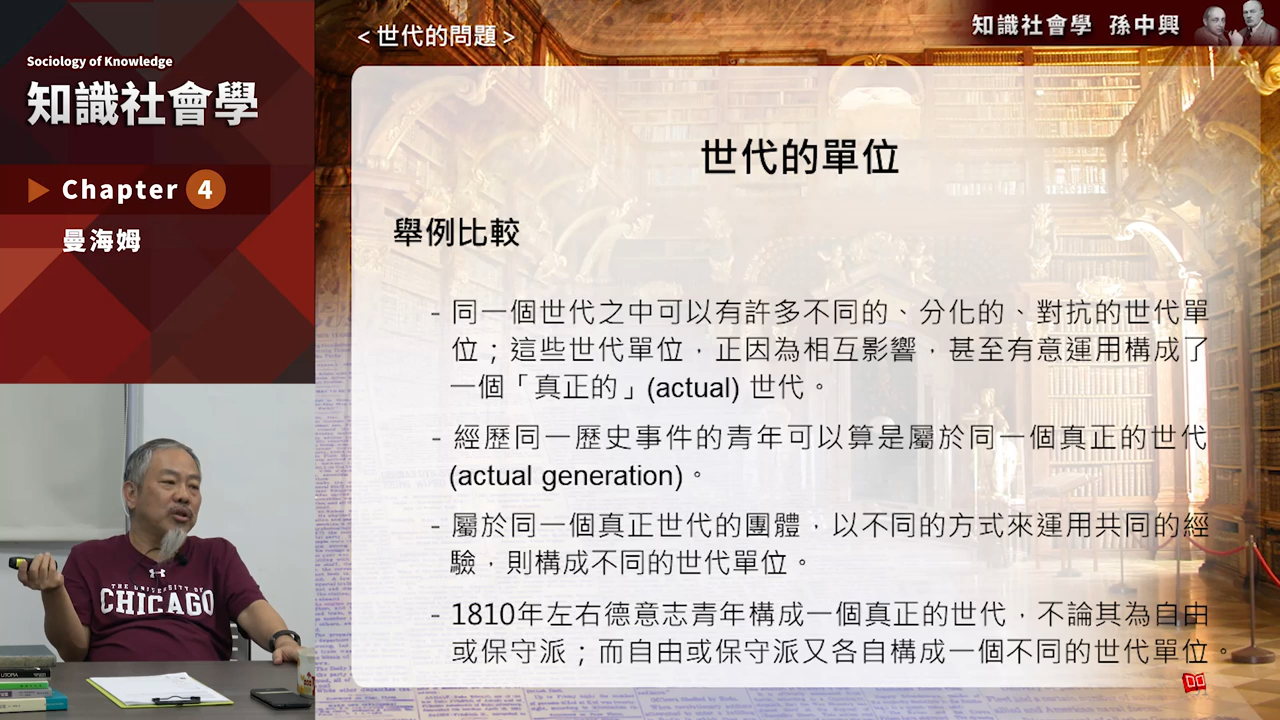 Sociology of Knowledge
知識社會學
Chapter 4
曼海姆
< 世代的問題 >
知識社會學 孫中興
世代的單位
舉例比較
- 同一個世代之中可以有許多不同的、分化的、對抗的世代單
位；這些世代單位，正因為相互影響，甚至有意運用構成了
一個「真正的」(actual) 世代。
- 經歷同一歷史事件的青年可以算是屬於同一個真正的世代
(actual generation)。
- 屬於同一個真正世代的團體，以不同的方式來運用共同的經
驗，則構成不同的世代單位。
- 1810年左右德意志青年構成一個真正的世代，不論其為自由
或保守派；而自由或保守派又各自構成一個不同的世代單位。
THE UNIVERSITY OF
CHICAGO
UTOPIA